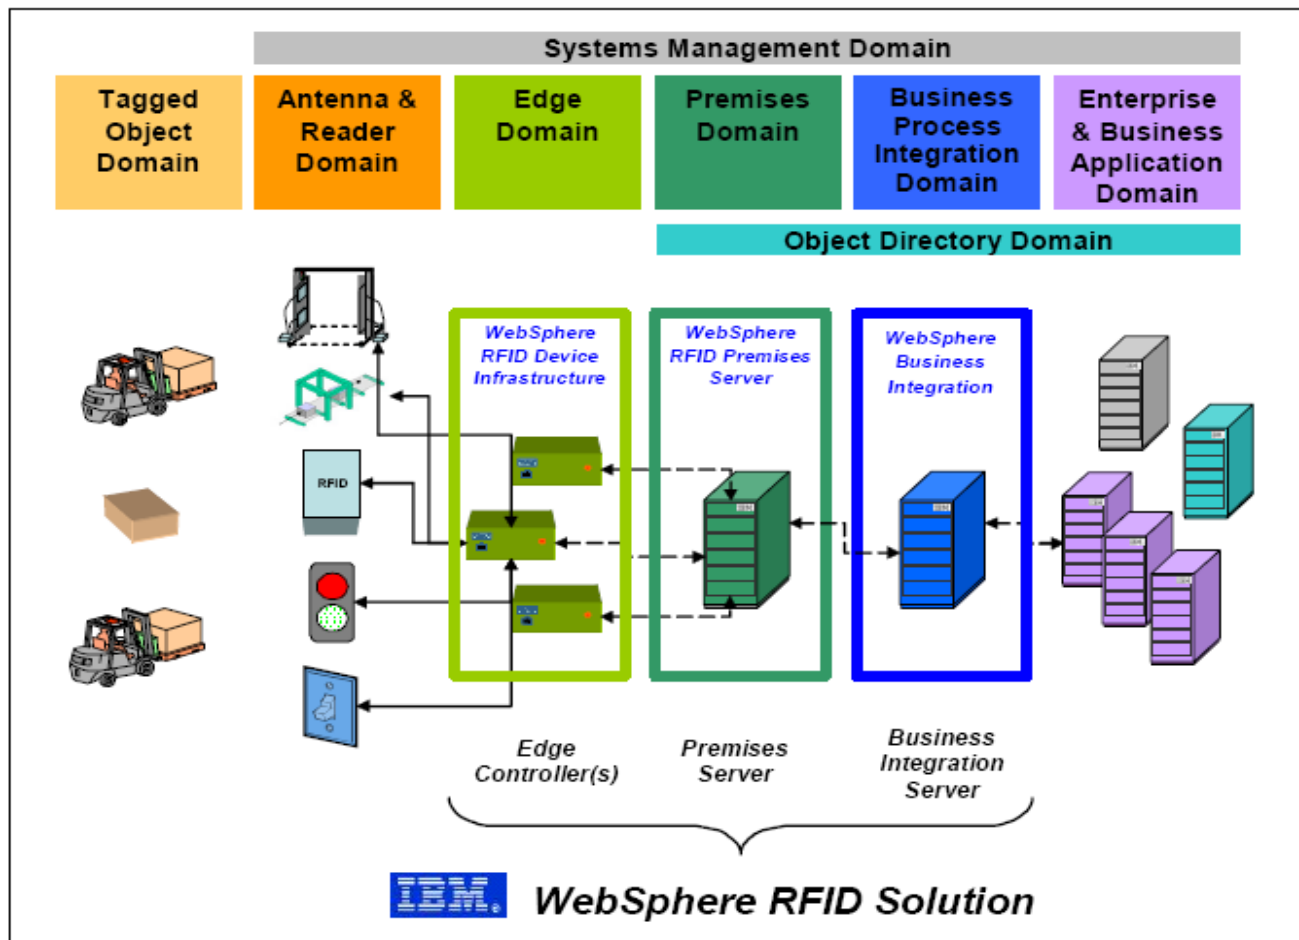 Systems Management Domain
Tagged
Object
Domain
Antenna &
Reader
Domain
Edge
Domain
Premises
Domain
Business
Process
Integration
Domain
Enterprise
& Business
Application
Domain
Object Directory Domain
WebSphere
RFID Device
Infrastructure
WebSphere
RFID Premises
Server
WebSphere
Business
Integration
RFID
Edge
Controller(s)
Premises
Server
Business
Integration
Server
IBM.
WebSphere RFID Solution